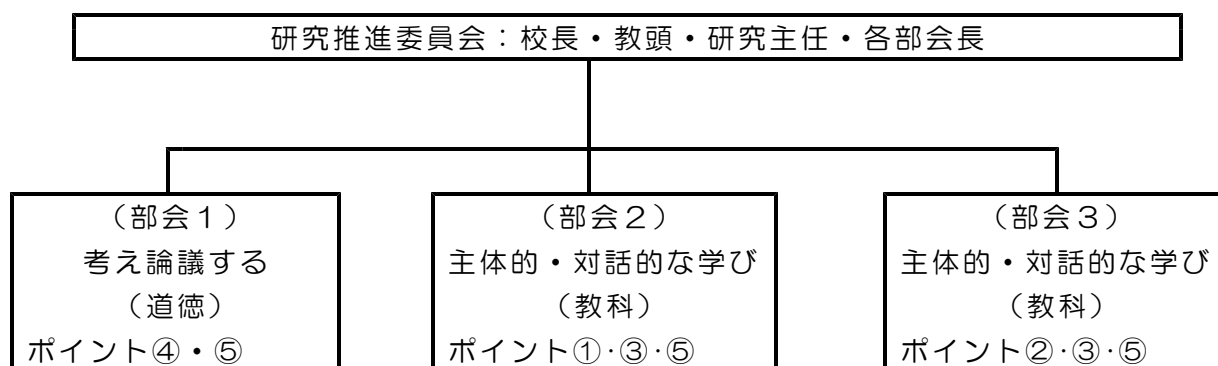 研究推進委員会：校長・教頭・研究主任・各部会長
（部会１）
考え論議する
（道徳）
ポイント④・⑤
（部会２）
主体的・対話的な学び
（教科）
ポイント①·③·⑤
（部会３）
主体的・対話的な学び
（教科）
ポイント②·③·⑤